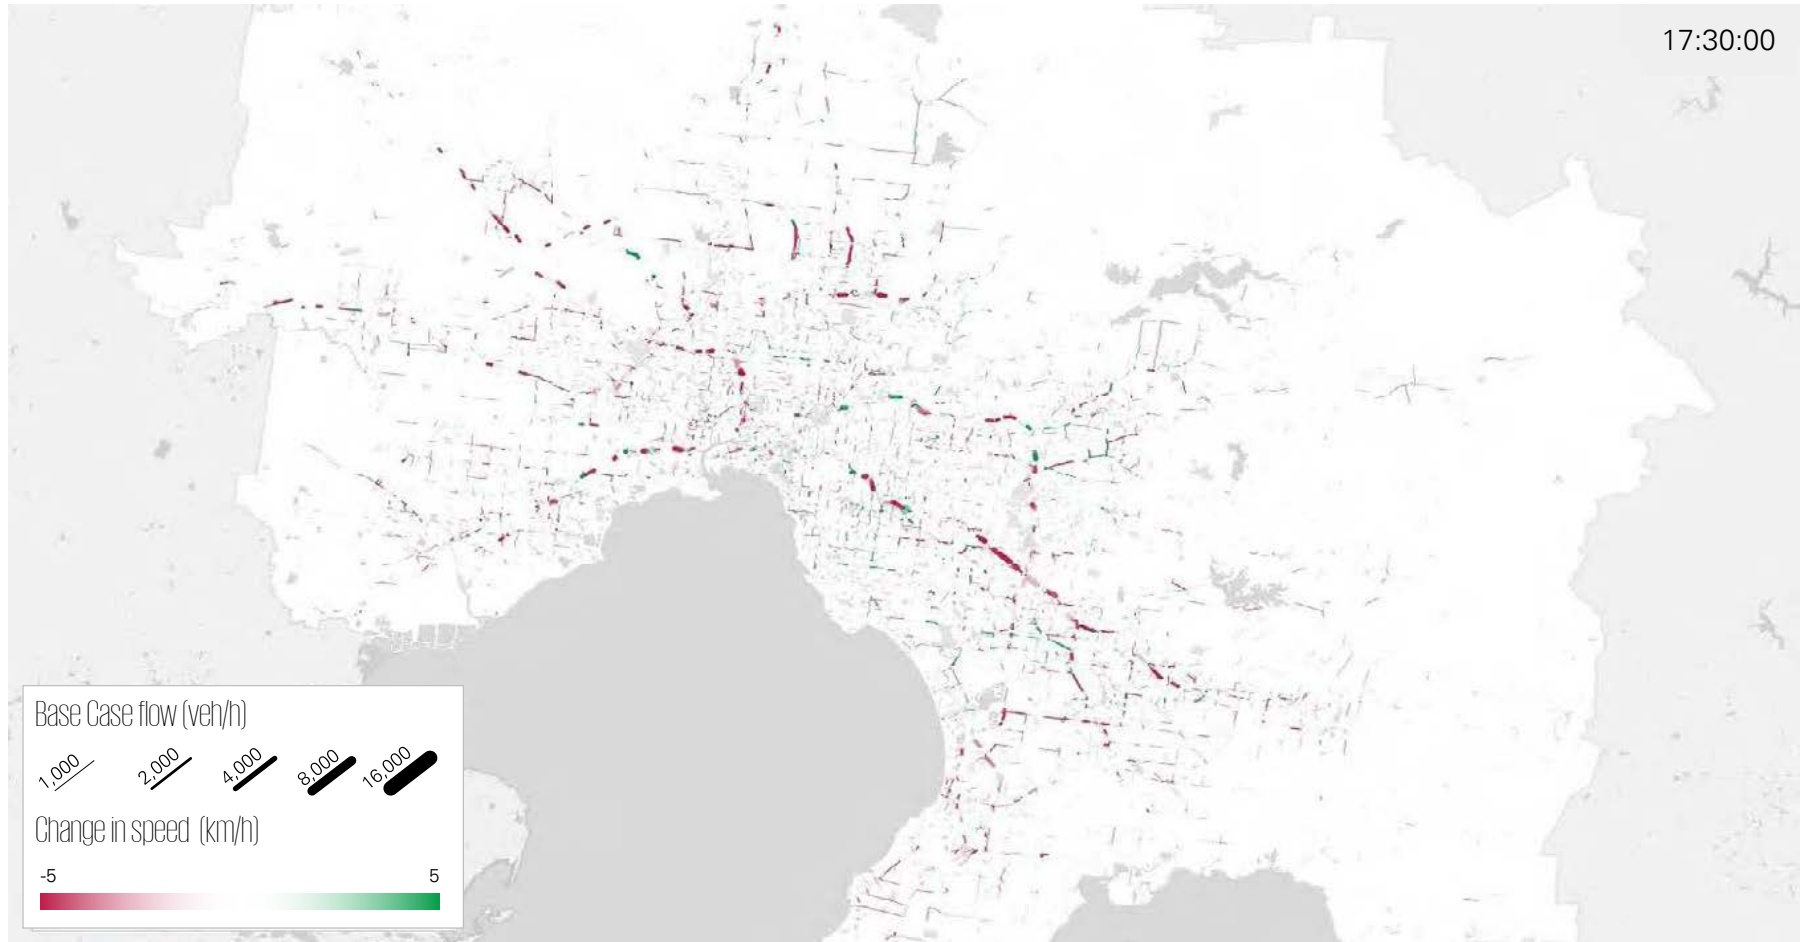 17:30:00
Base Case flow (veh/h)
1,000 2,000 4,000 8,000 16,000
Change in speed (km/h)
-5 5